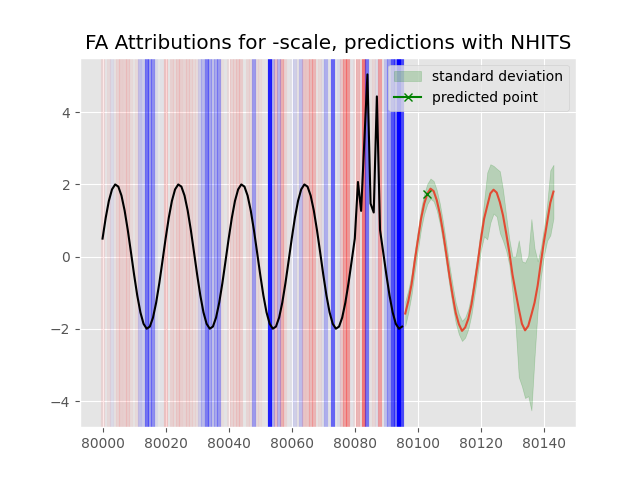 FA Attributions for -scale, predictions with NHITS
standard deviation
predicted point
4
2
0
−2
−4
80000 80020 80040 80060 80080 80100 80120 80140